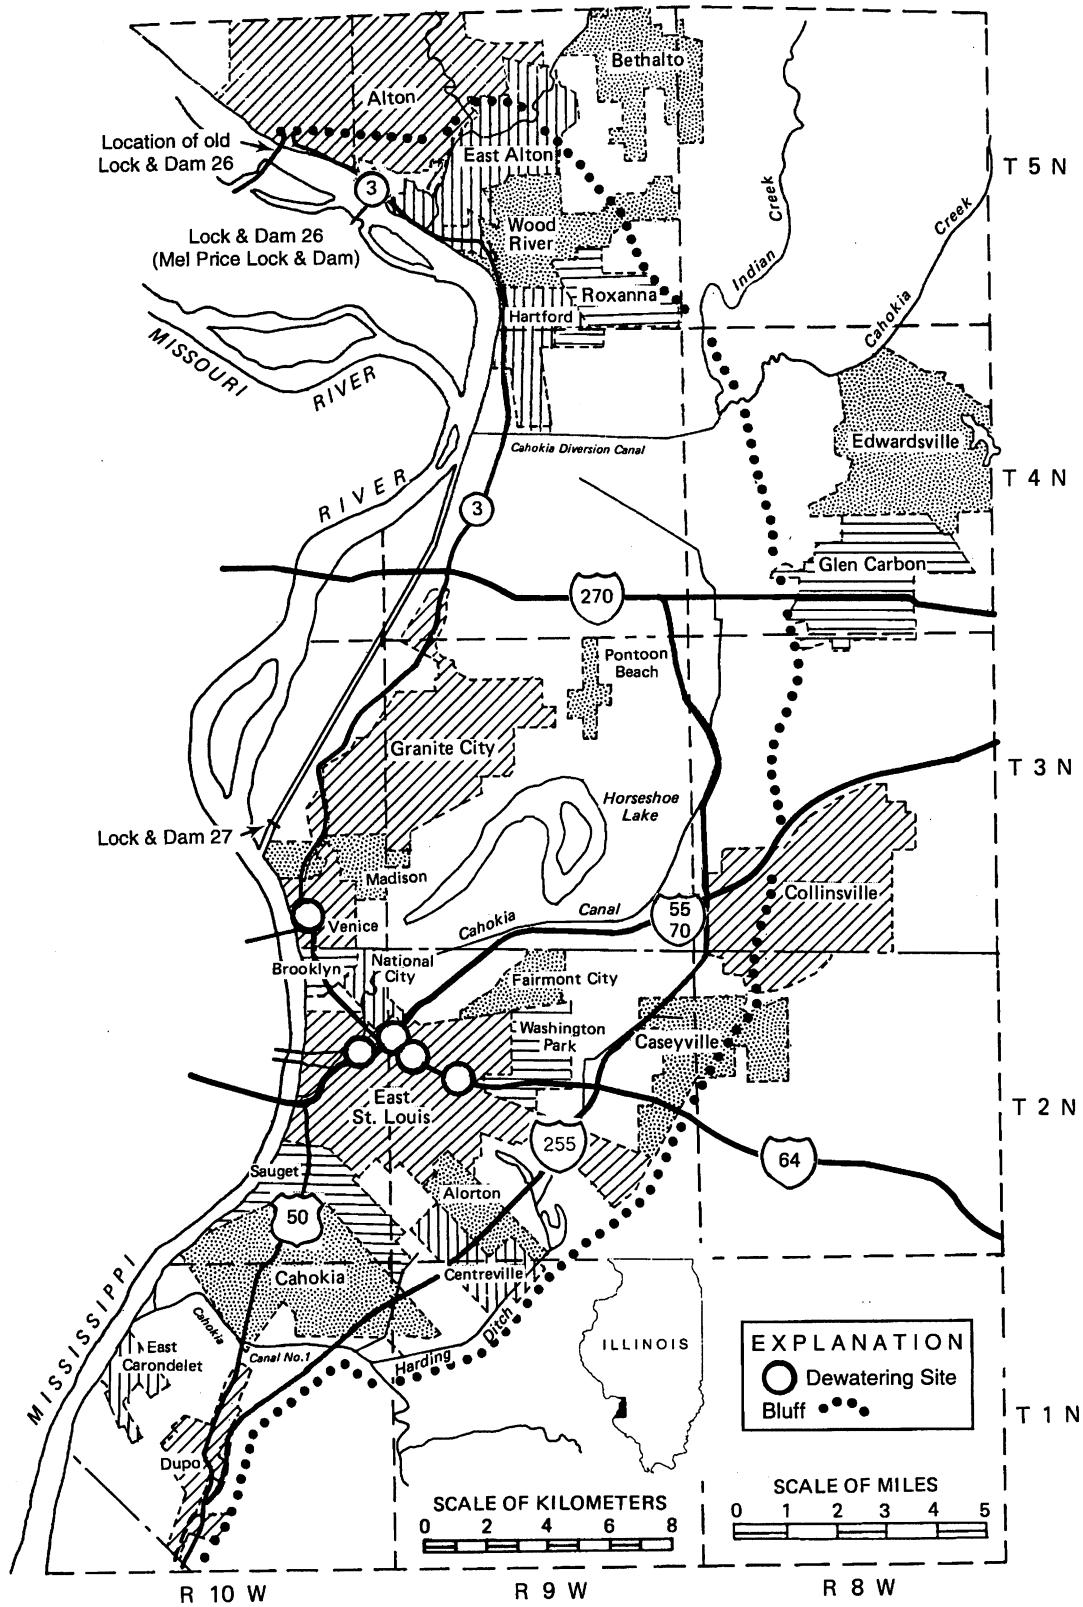 Bethalto
Alton
Location of old
Lock & Dam 26
East Alton
T 5 N
3
Creek
Creek
Wood
River
Lock & Dam 26
(Mel Price Lock & Dam)
Indian
Roxanna
Cahokia
Hartford
MISSOURI
RIVER
Edwardsville
Cahokia Diversion Canal
T 4 N
RIVER
3
Glen Carbon
270
Pontoon
Beach
Granite City
T 3 N
Horseshoe
Lake
Lock & Dam 27
Madison
Collinsville
55
70
Canal
Cahokia
Venice
National
City
Brooklyn
Fairmont City
Washington
Park
Caseyville
East
St. Louis
T 2 N
255
64
Sauget
Alorton
50
Centreville
Cahokia
MISSISSIPPI
Cahokia
Canal No.1
Ditch
Harding
East
Carondelet
ILLINOIS
EXPLANATION
Dewatering Site
Bluff
T 1 N
Dupo
SCALE OF KILOMETERS
0 2 4 6 8
SCALE OF MILES
0 1 2 3 4 5
R 10 W
R 9 W
R 8 W